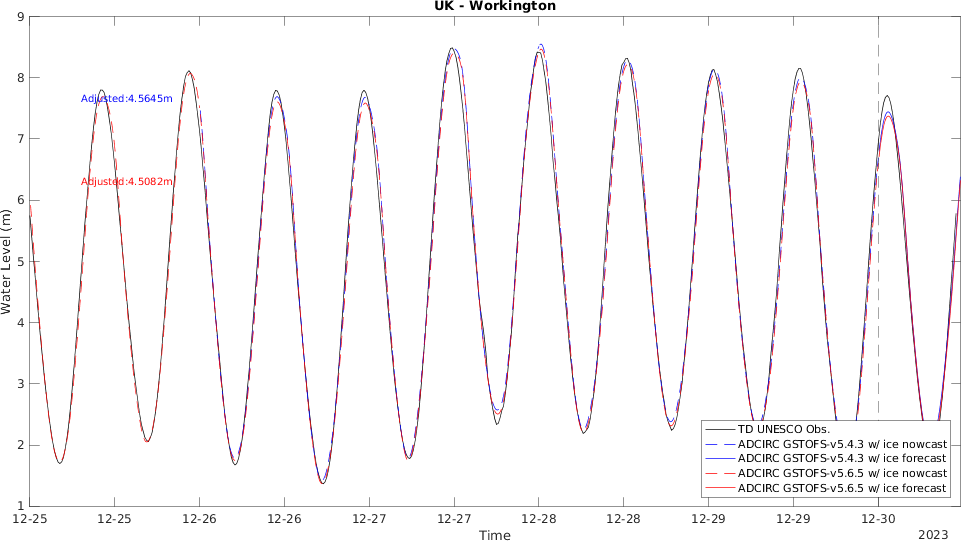 UK - Workington
9
8
7
6
5
4
3
2
1
Water Level (m)
Adjusted:4.5645m
Adjusted:4.5082m
TD UNESCO Obs.
ADCIRC GSTOFS-v5.4.3 w/ ice nowcast
ADCIRC GSTOFS-v5.4.3 w/ ice forecast
ADCIRC GSTOFS-v5.6.5 w/ ice nowcast
ADCIRC GSTOFS-v5.6.5 w/ ice forecast
12-25 12-25 12-26 12-26 12-27 12-27 12-28 12-28 12-29 12-29 12-30
Time
2023